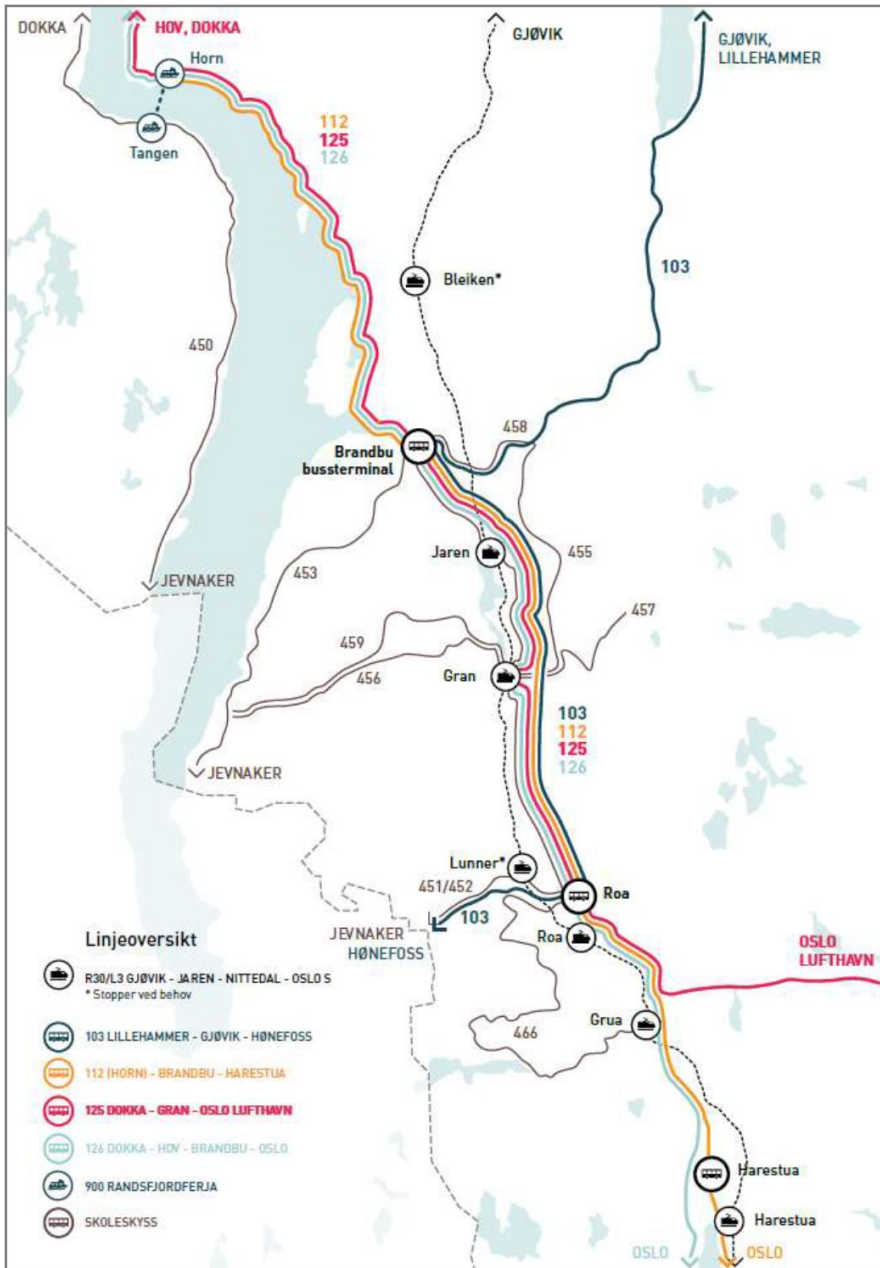 DOKKA
HOV, DOKKA
GJØVIK
GJØVIK,
LILLEHAMMER
Horn
Tangen
112
125
126
103
Bleiken*
450
458
Brandbu
bussterminal
Jaren
455
453
JEVNAKER
457
459
456
Gran
103
112
125
126
JEVNAKER
Lunner*
451/452
Roa
103
JEVNAKER
HØNEFOSS
Roa
OSLO
LUFTHAVN
Grua
466
Harestua
Harestua
OSLO
OSLO
Linjeoversikt
R30/L3 GJØVIK - JAREN - NITTEDAL - OSLO S
* Stopper ved behov
103 LILLEHAMMER - GJØVIK - HØNEFOSS
112 (HORN) - BRANDBU - HARESTUA
125 DOKKA - GRAN - OSLO LUFTHAVN
126 DOKKA - HOV - BRANDBU - OSLO
900 RANDSFJORDFERJA
SKOLESKYSS